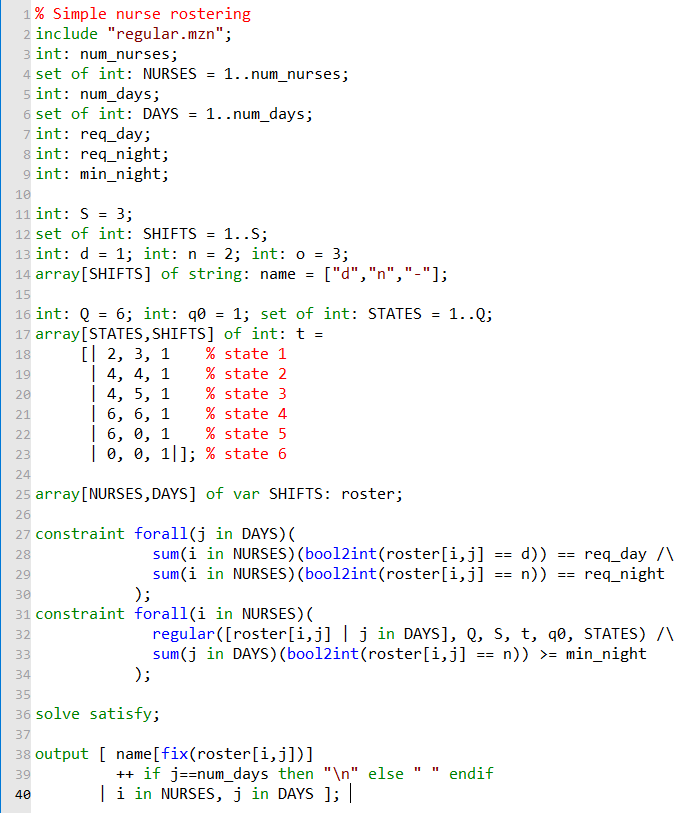 1 % Simple nurse rostering
2 include "regular.mzn";
3 int: num_nurses;
4 set of int: NURSES = 1..num_nurses;
5 int: num_days;
6 set of int: DAYS = 1..num_days;
7 int: req_day;
8 int: req_night;
9 int: min_night;
10
11 int: S = 3;
12 set of int: SHIFTS = 1..S;
13 int: d = 1; int: n = 2; int: o = 3;
14 array[SHIFTS] of string: name = ["d","n","-"];
15
16 int: Q = 6; int: q0 = 1; set of int: STATES = 1..Q;
17 array[STATES,SHIFTS] of int: t =
18      [| 2, 3, 1    % state 1
19       | 4, 4, 1    % state 2
20       | 4, 5, 1    % state 3
21       | 6, 6, 1    % state 4
22       | 6, 0, 1    % state 5
23       | 0, 0, 1|]; % state 6
24
25 array[NURSES,DAYS] of var SHIFTS: roster;
26
27 constraint forall(j in DAYS)(
28              sum(i in NURSES)(bool2int(roster[i,j] == d)) == req_day /\
29              sum(i in NURSES)(bool2int(roster[i,j] == n)) == req_night
30            );
31 constraint forall(i in NURSES)(
32              regular([roster[i,j] | j in DAYS], Q, S, t, q0, STATES) /\
33              sum(j in DAYS)(bool2int(roster[i,j] == n)) >= min_night
34            );
35
36 solve satisfy;
37
38 output [ name[fix(roster[i,j])]
39          ++ if j==num_days then "\n" else " " endif
40        | i in NURSES, j in DAYS ];